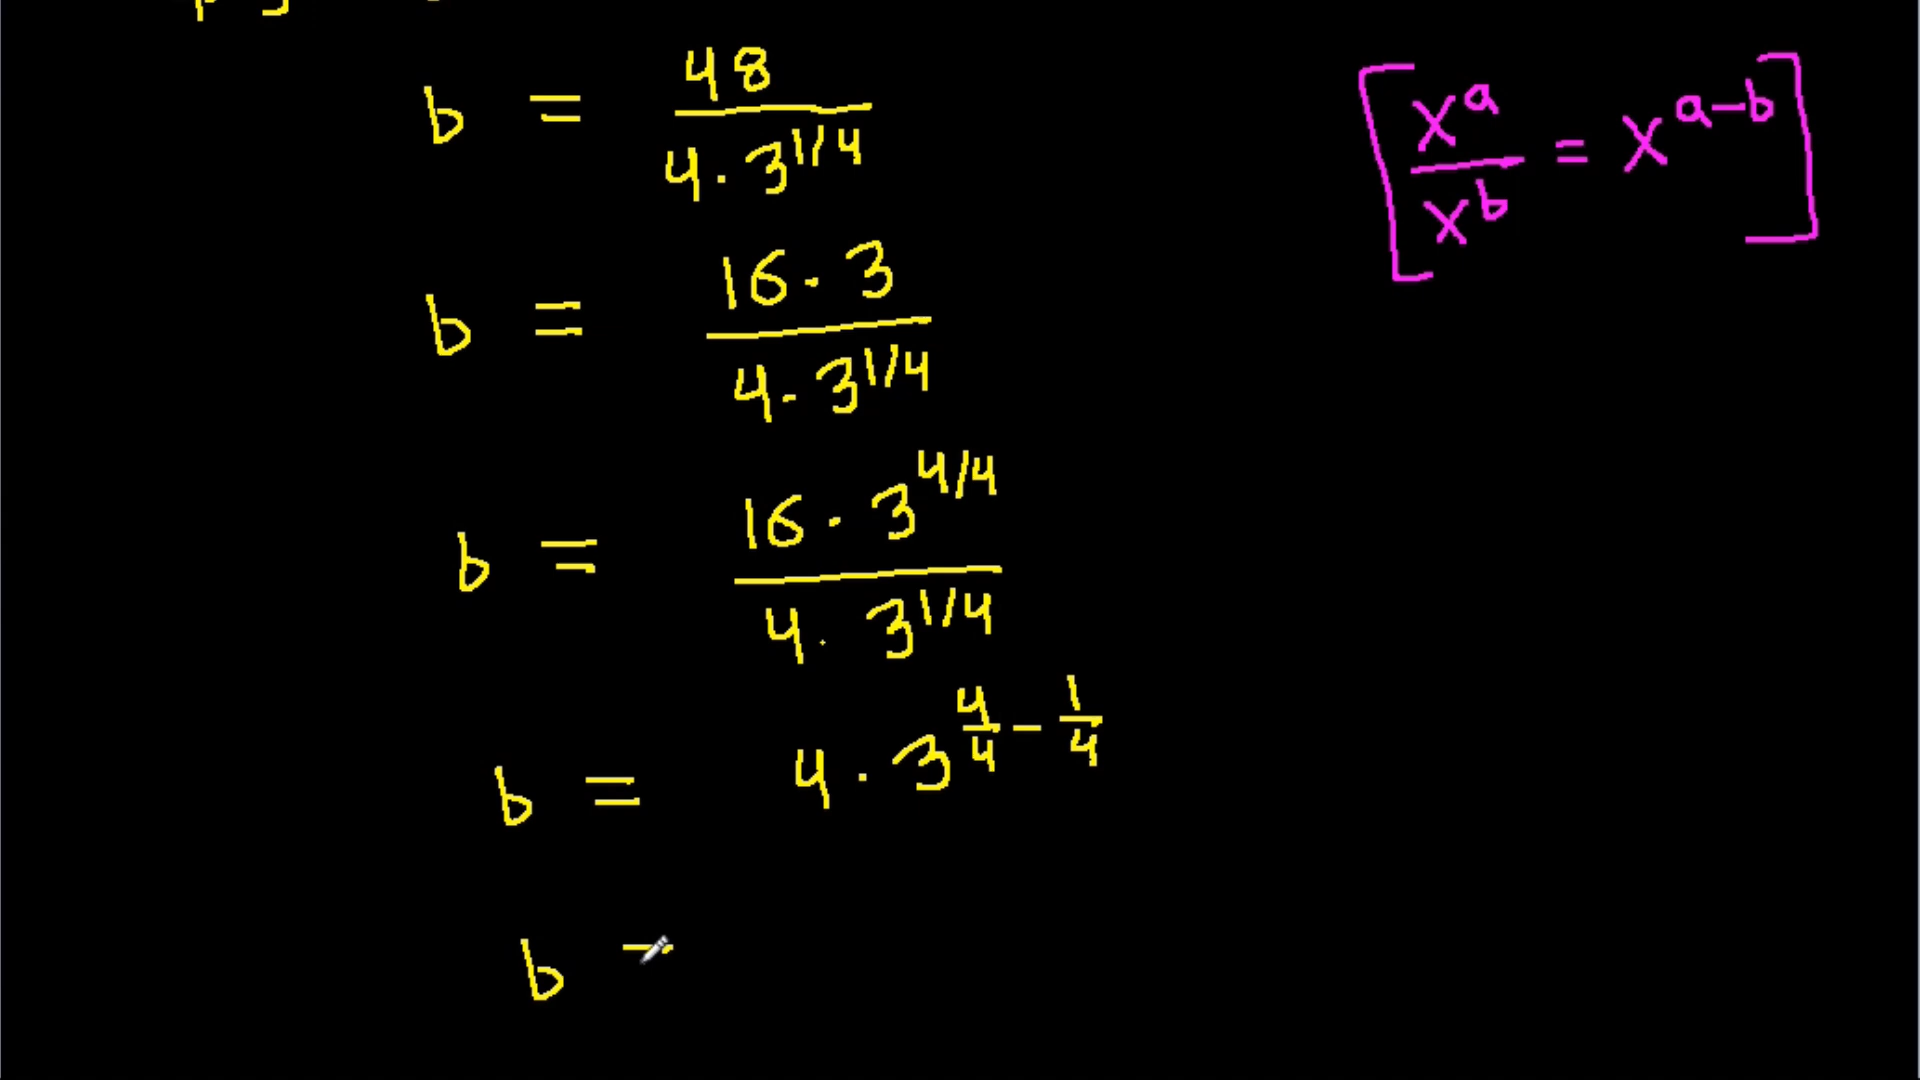 b = 48 / 4 · 3^{1/4}
[x^a / x^b = x^{a-b}]
b = 16 · 3 / 4 · 3^{1/4}
b = 16 · 3^{4/4} / 4 · 3^{1/4}
b = 4 · 3^{4/4 - 1/4}
b